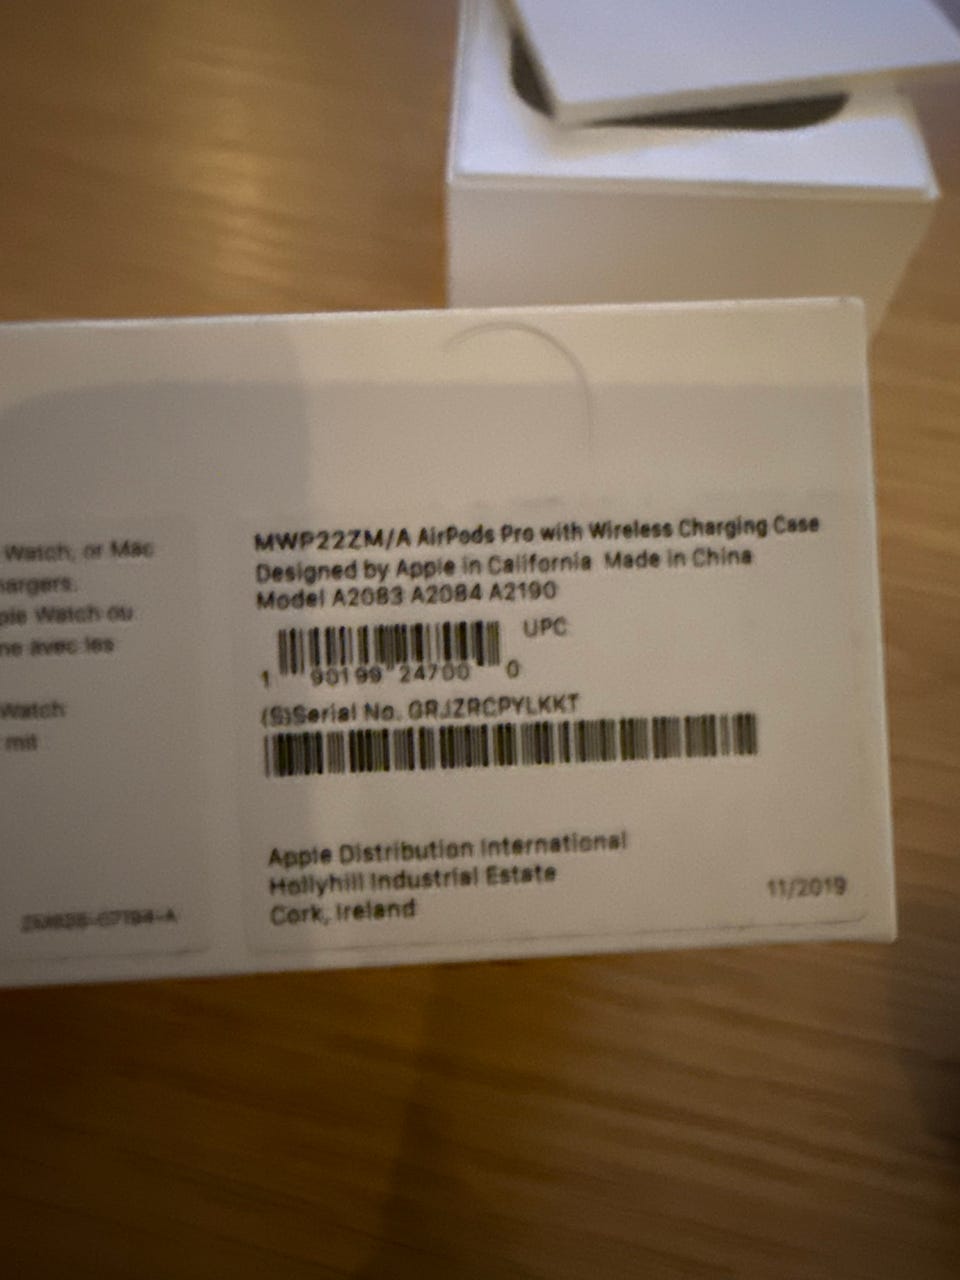 Watch, or Mac
hargers.
ple Watch ou
ne avec les
Watch
mit
MWP22ZM/A AirPods Pro with Wireless Charging Case
Designed by Apple in California Made in China
Model A2083 A2084 A2190
UPC
1 90199 24700 0
(S)Serial No. GRJZRCPYLKKT
Apple Distribution International
Hollyhill Industrial Estate
Cork, Ireland
11/2019